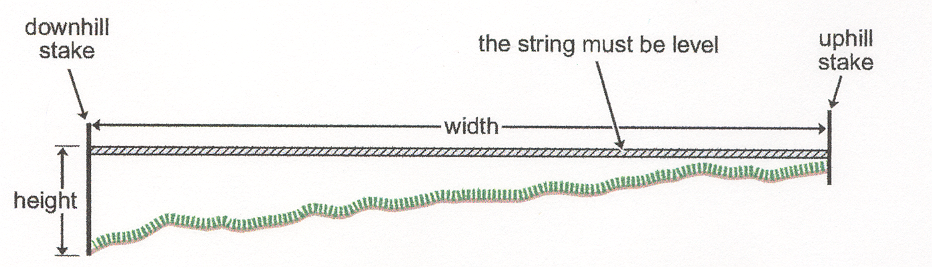 downhill
stake
the string must be level
uphill
stake
width
height